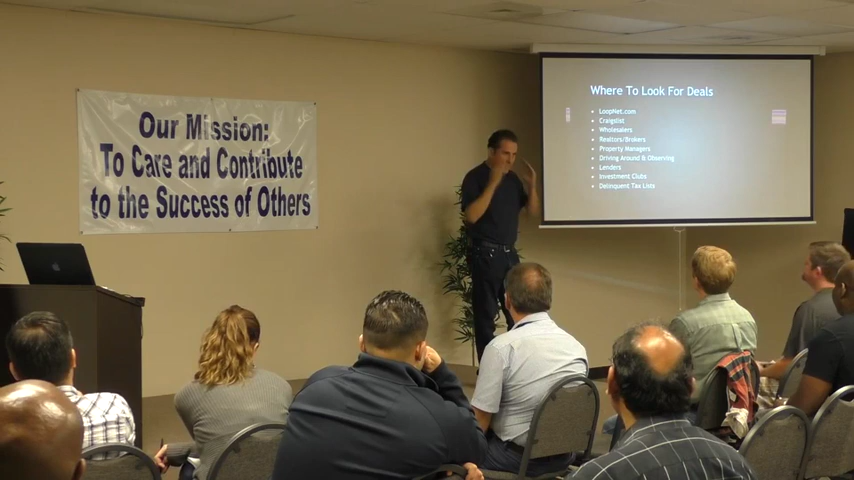 Our Mission:
To Care and Contribute
to the Success of Others
Where To Look For Deals
LoopNet.com
Craigslist
Wholesalers
Realtors/Brokers
Property Managers
Driving Around & Observing
Lenders
Investment Clubs
Delinquent Tax Lists